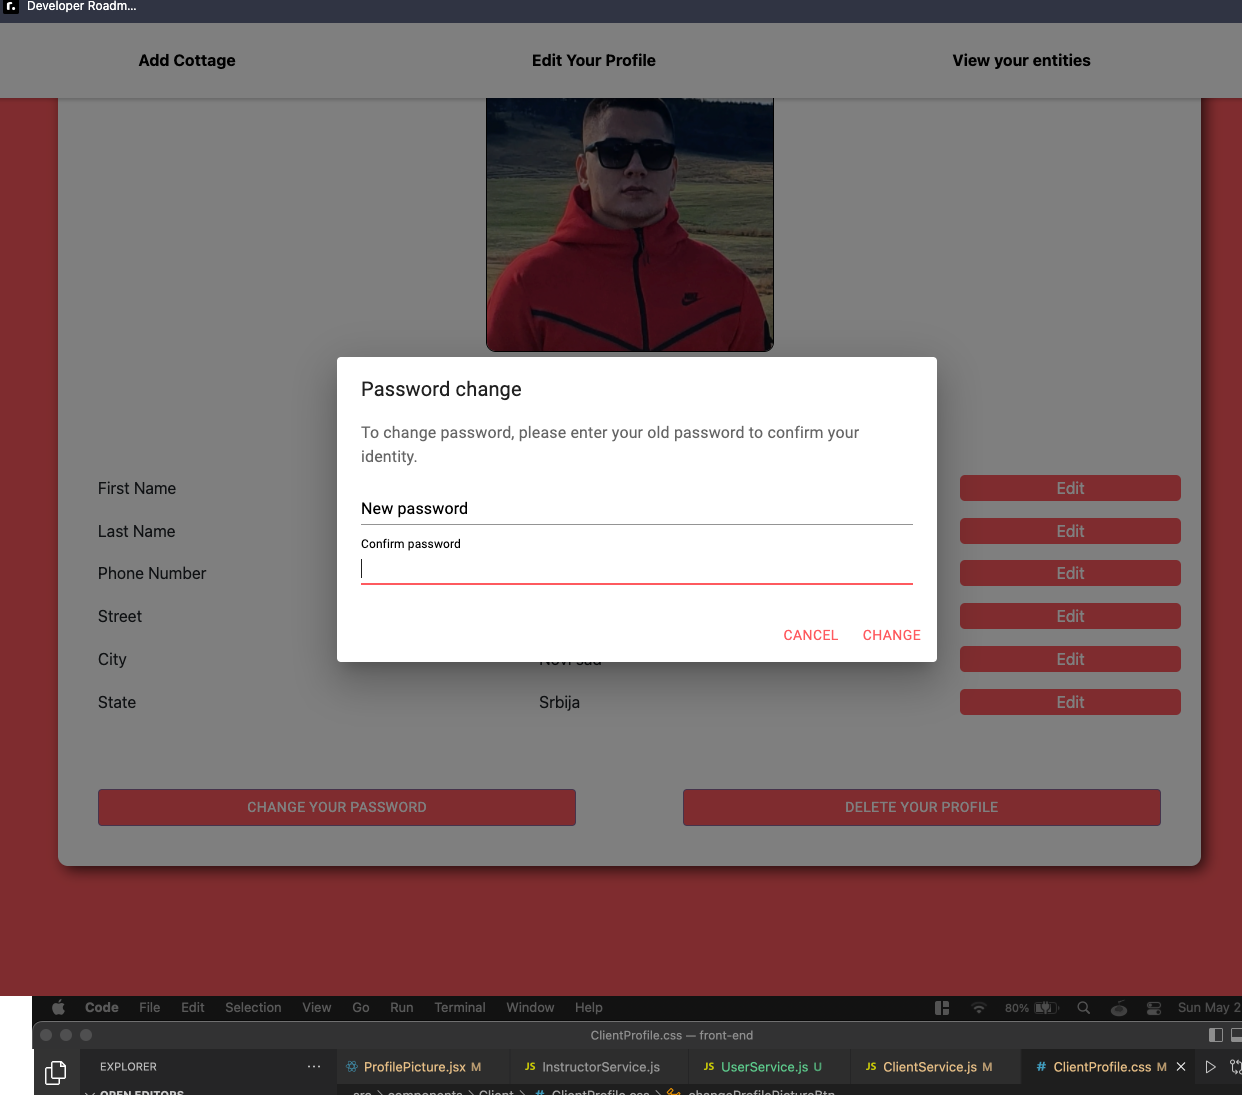 Developer Roadm...
Add Cottage
Edit Your Profile
View your entities
Password change
To change password, please enter your old password to confirm your
identity.
New password
Confirm password
CANCEL
CHANGE
First Name
Edit
Last Name
Edit
Phone Number
Edit
Street
Edit
City
Novi sad
Edit
State
Srbija
Edit
CHANGE YOUR PASSWORD
DELETE YOUR PROFILE
Code File Edit Selection View Go Run Terminal Window Help
80%
Sun May 2
ClientProfile.css — front-end
EXPLORER
...
ProfilePicture.jsx M
JS InstructorService.js
JS UserService.js U
JS ClientService.js M
# ClientProfile.css M
OPEN EDITORS
src > components > Client > # ClientProfile.css > changeProfilePictureBtn